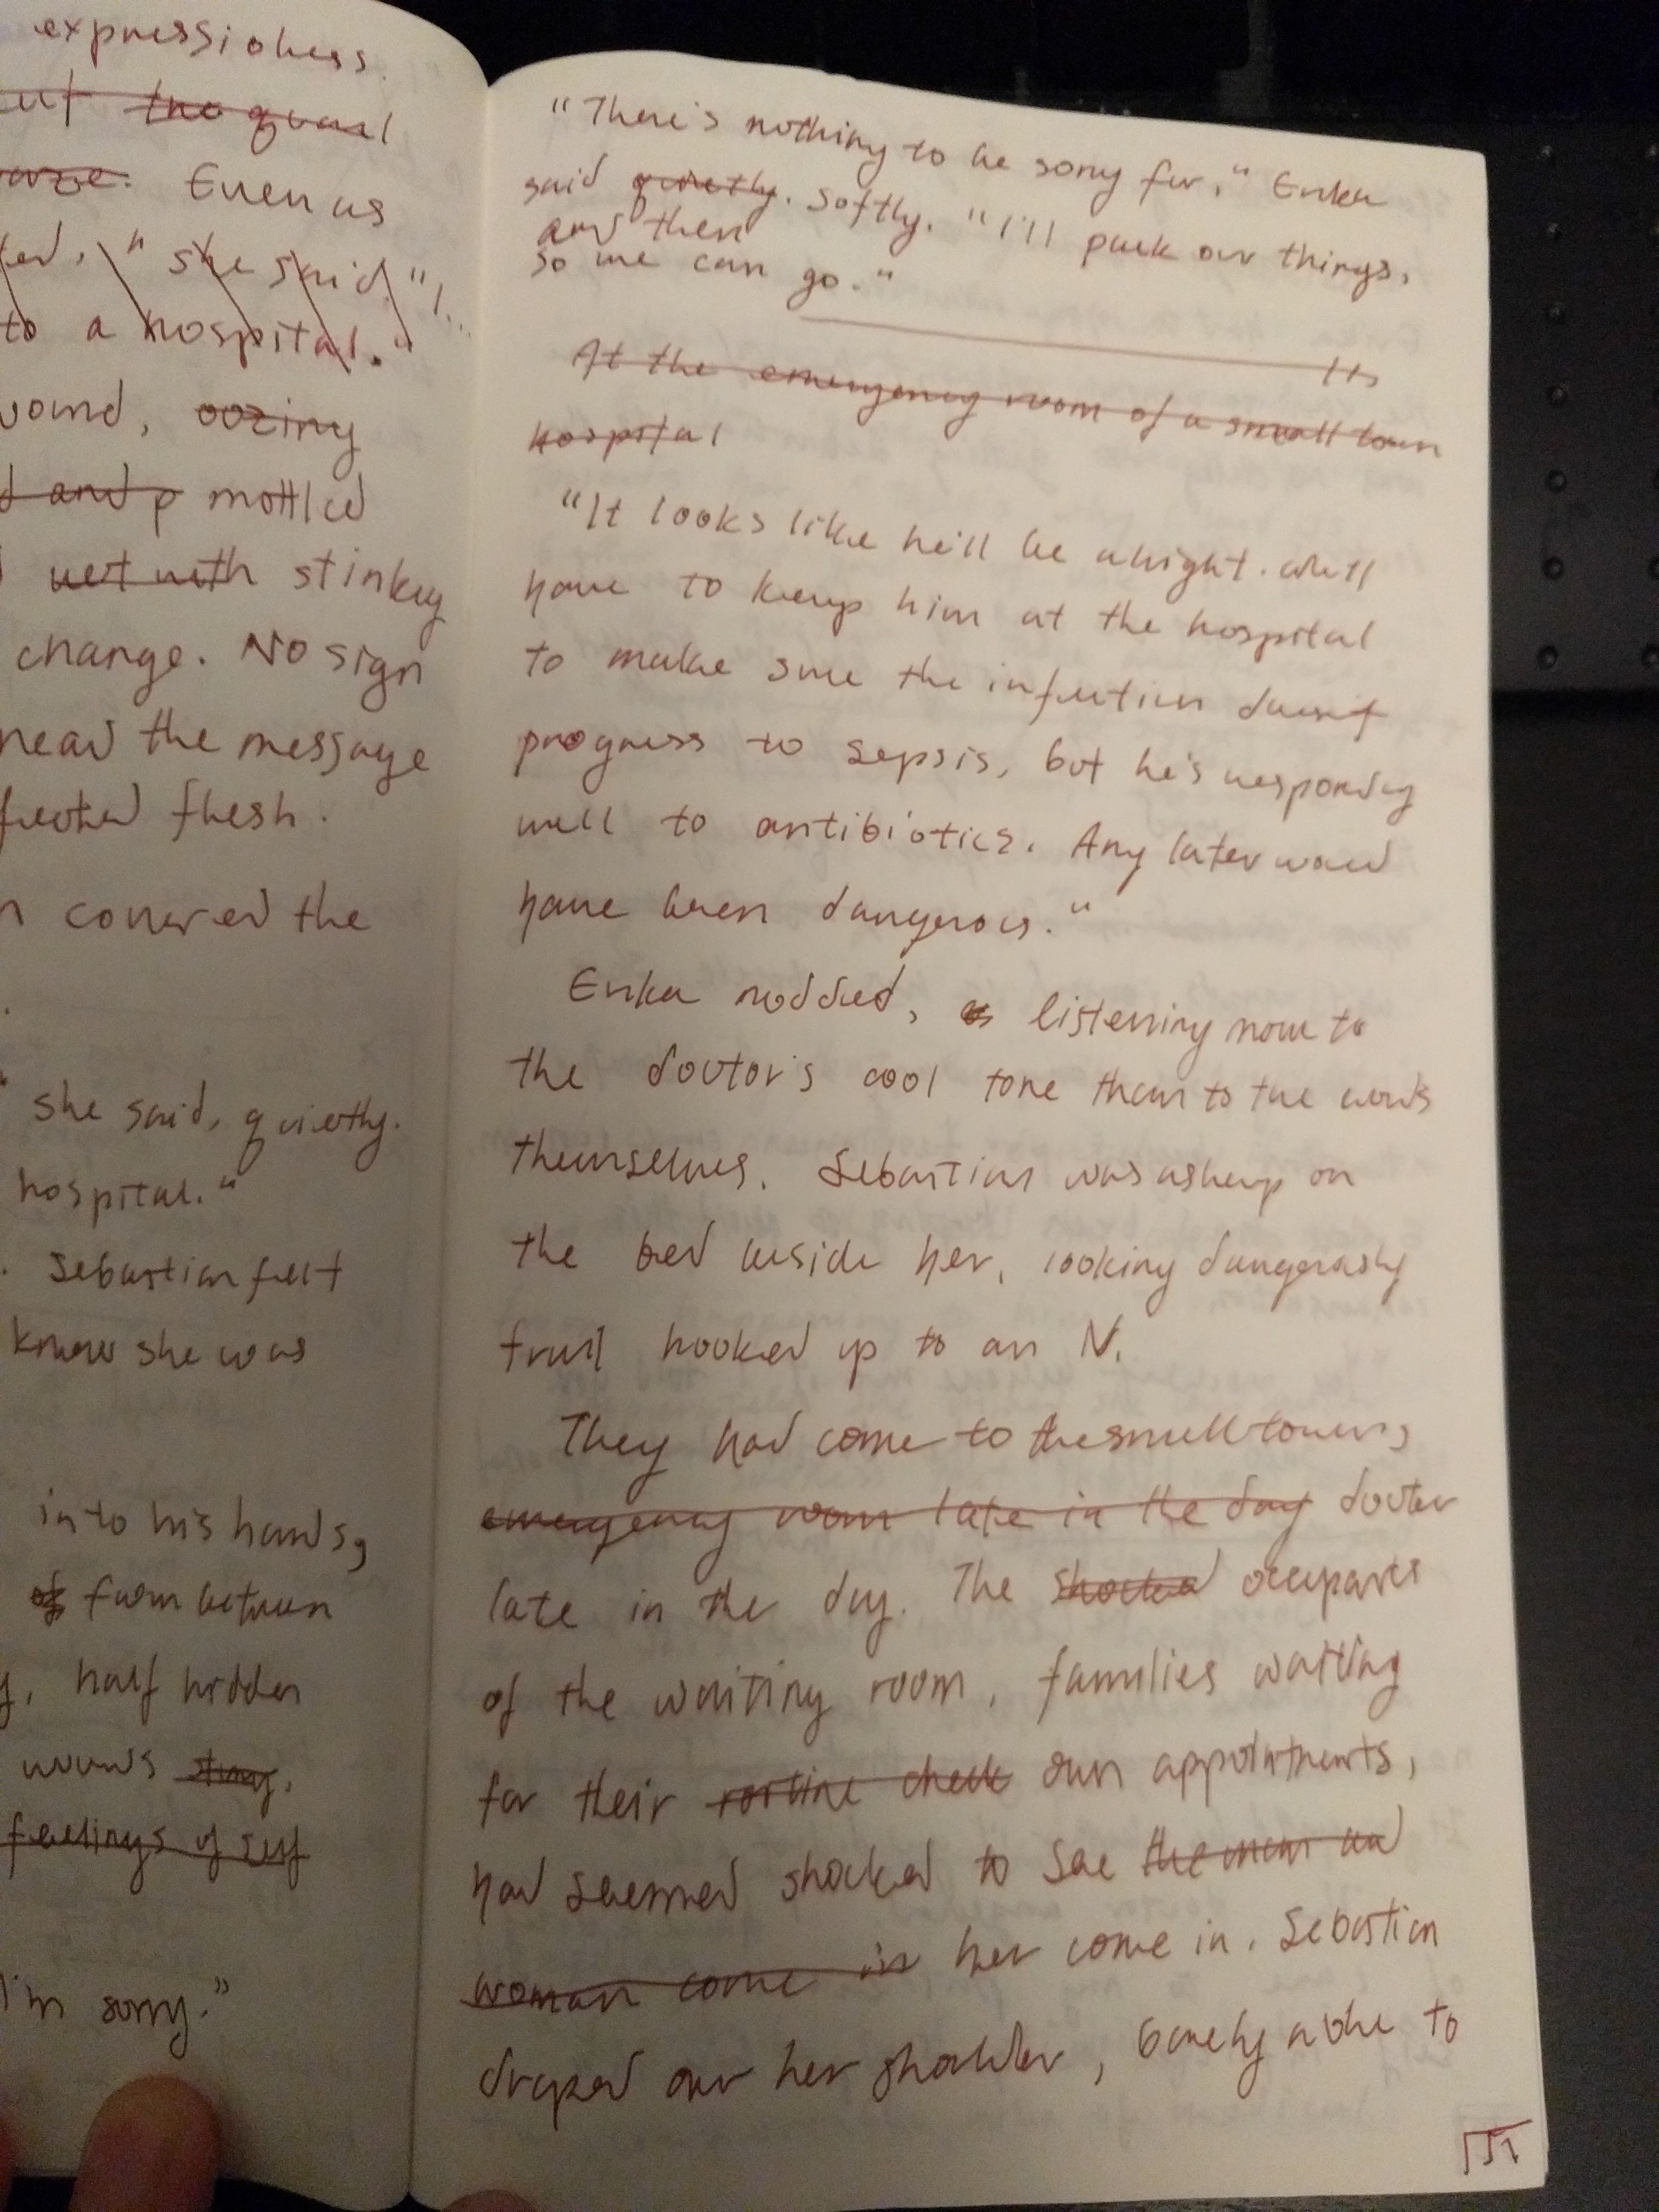 expressionless.
but the quail
gaze. Even as
"she said, "I...
to a hospital."
wound, oozing
and p mottled
wet with stinky
change. No sign
near the message
flesh.
covered the
she said, quietly.
hospital."
Sebastian felt
knew she was
into his hands,
of form between
half hidden
words stung.
feelings of self
I'm sorry."
"There's nothing to be sorry for," Erika
said quietly. softly. "I'll pack our things,
and then
so we can go."
At the emergency room of a small town
hospital
"It looks like he'll be alright. We'll
have to keep him at the hospital
to make sure the infection doesn't
progress to sepsis, but he's responding
well to antibiotics. Any later would
have been dangerous."
Erika nodded, as listening more to
the doctor's cool tone than to the words
themselves. Sebastian was asleep on
the bed beside her, looking dangerously
frail hooked up to an IV.
They had come to the small town's
emergency room late in the day doctor
late in the day. The shocked occupants
of the waiting room, families waiting
for their routine check own appointments,
had seemed shocked to see the man and
woman come in her come in. Sebastian
draped over her shoulder, barely able to